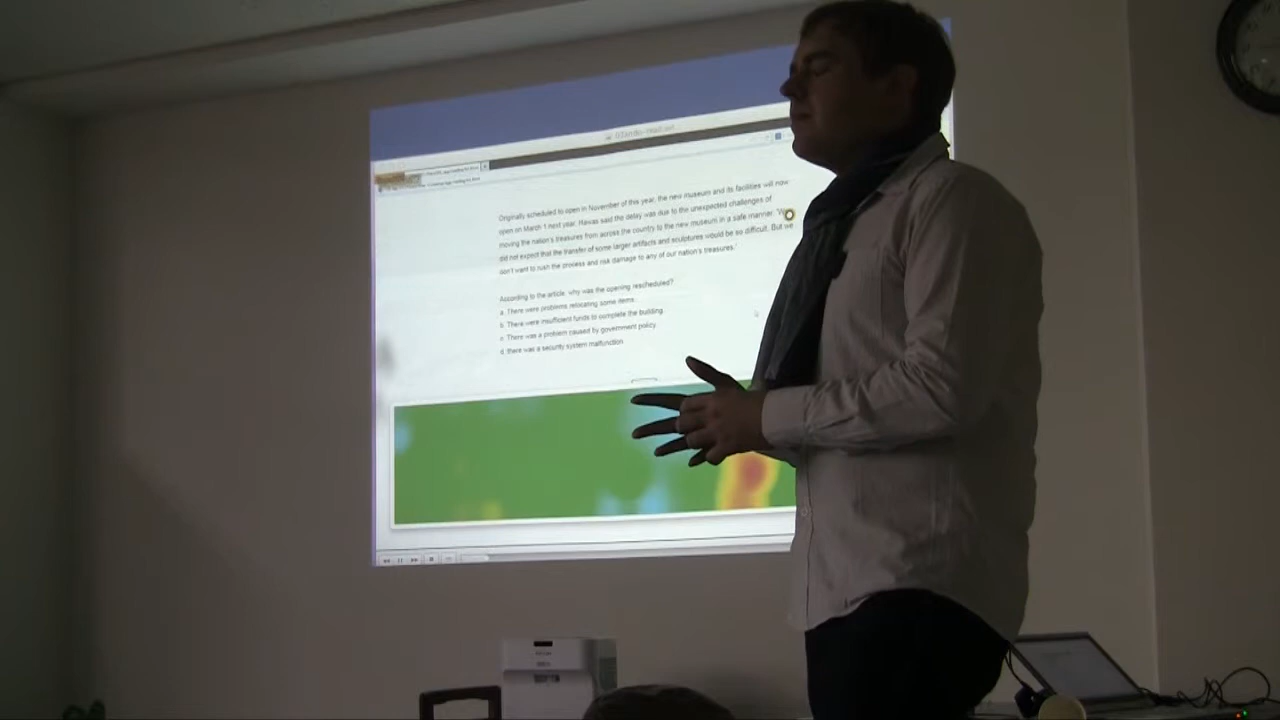 Originally scheduled to open in November of this year, the new museum and its facilities will now
open on March 1 next year. Hawas said the delay was due to the unexpected challenges of
moving the nation's treasures from across the country to the new museum in a safe manner.
did not expect that the transfer of some larger artifacts and sculptures would be so difficult. But we
don't want to rush the process and risk damage to any of our nation's treasures.'
According to the article, why was the opening rescheduled?
a. There were problems relocating some items.
b. There were insufficient funds to complete the building.
c. There was a problem caused by government policy.
d. there was a security system malfunction